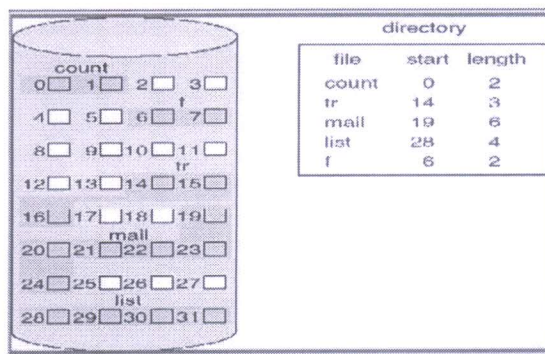 directory
file start length
count 0 2
tr 14 3
mail 19 6
list 28 4
f 6 2
count
0 1 2 3
f
4 5 6 7
8 9 10 11
tr
12 13 14 15
16 17 18 19
mail
20 21 22 23
24 25 26 27
list
28 29 30 31